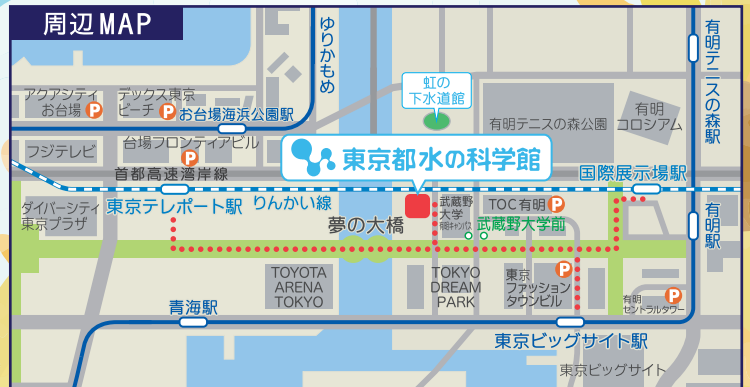 周辺MAP
ゆりかもめ
有明テニスの森駅
アクアシティ
お台場 P
デックス東京
ビーチ P
お台場海浜公園駅
虹の
下水道館
有明テニスの森公園
有明
コロシアム
フジテレビ
台場フロンティアビル
P
首都高速湾岸線
東京都水の科学館
国際展示場駅
ダイバーシティ
東京プラザ
東京テレポート駅
りんかい線
夢の大橋
武蔵野
大学
有明キャンパス
TOC有明 P
武蔵野大学前
有明駅
TOYOTA
ARENA
TOKYO
TOKYO
DREAM
PARK
東京
ファッション
タウンビル
P
有明
セントラルタワー
P
青海駅
東京ビッグサイト駅
東京ビッグサイト